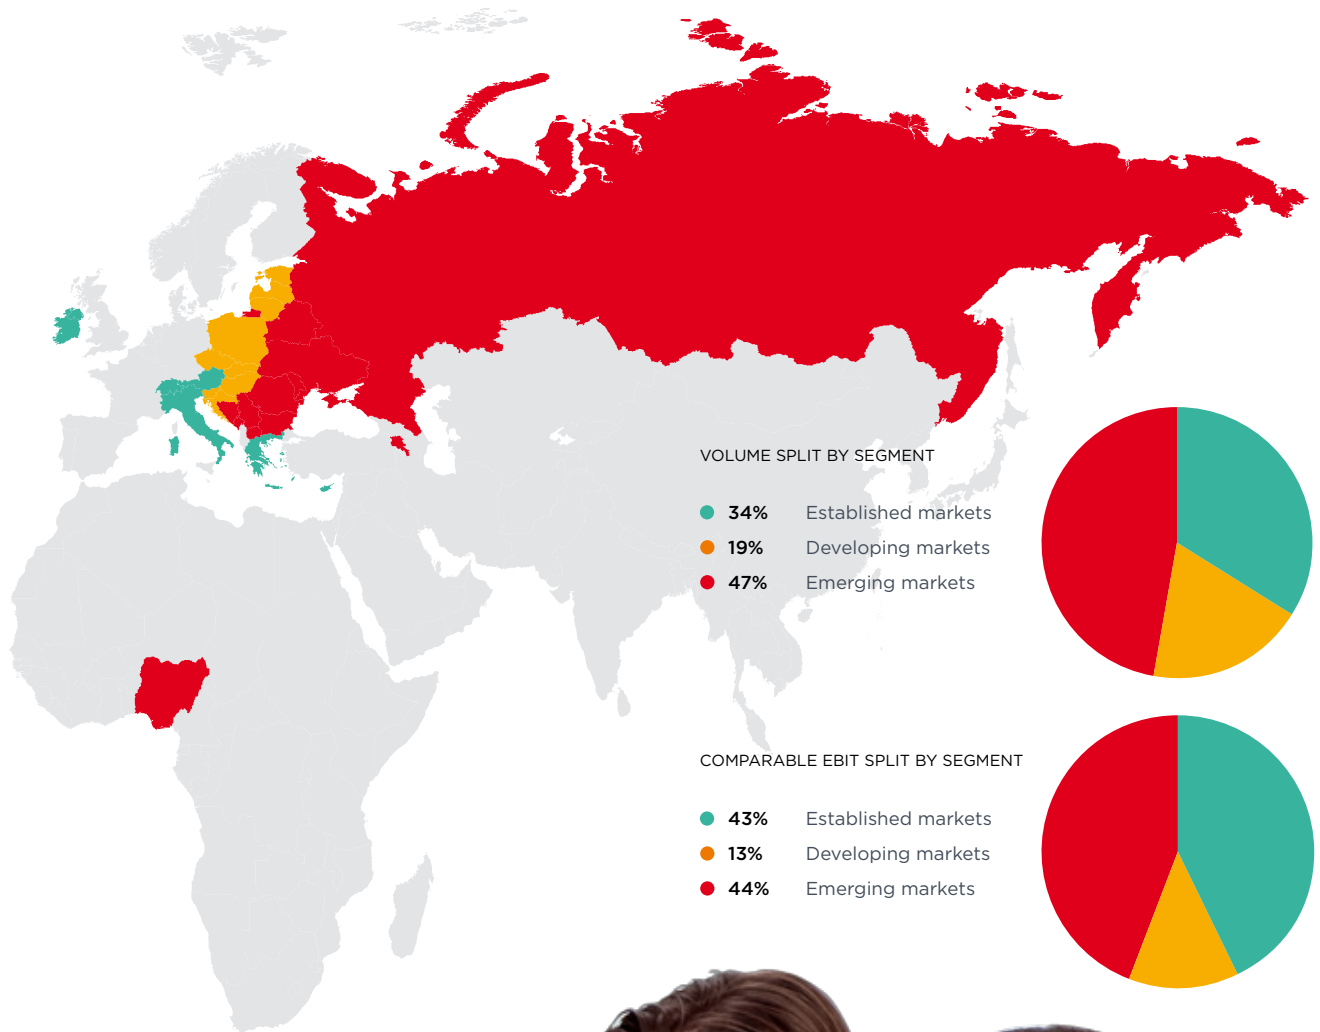 VOLUME SPLIT BY SEGMENT
34% Established markets
19% Developing markets
47% Emerging markets
COMPARABLE EBIT SPLIT BY SEGMENT
43% Established markets
13% Developing markets
44% Emerging markets